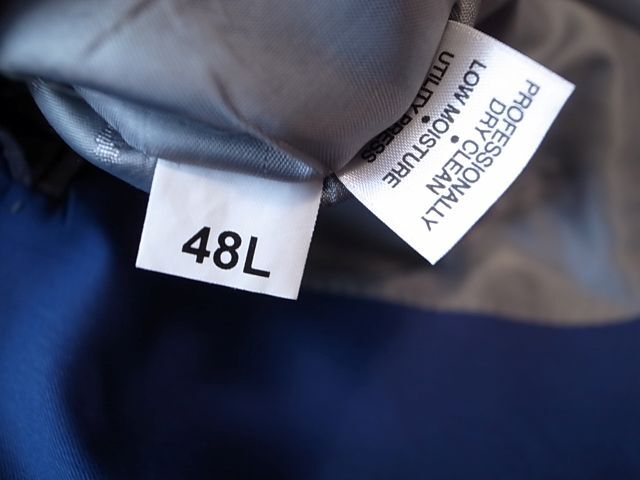 48L
PROFESSIONALLY
DRY CLEAN
•
LOW MOISTURE
•
UTILITY PRESS